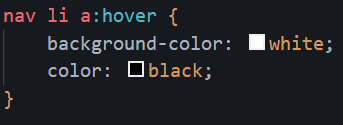 nav li a:hover {
    background-color: white;
    color: black;
}